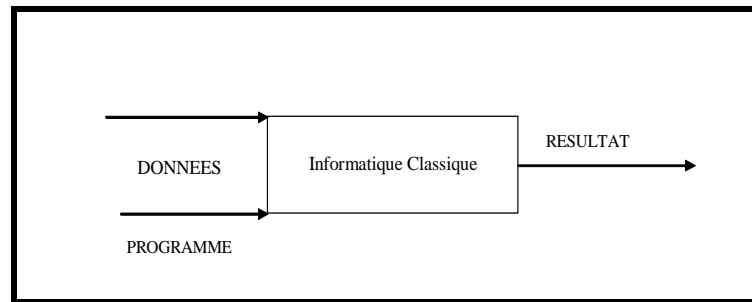 RESULTAT
DONNEES
Informatique Classique
PROGRAMME